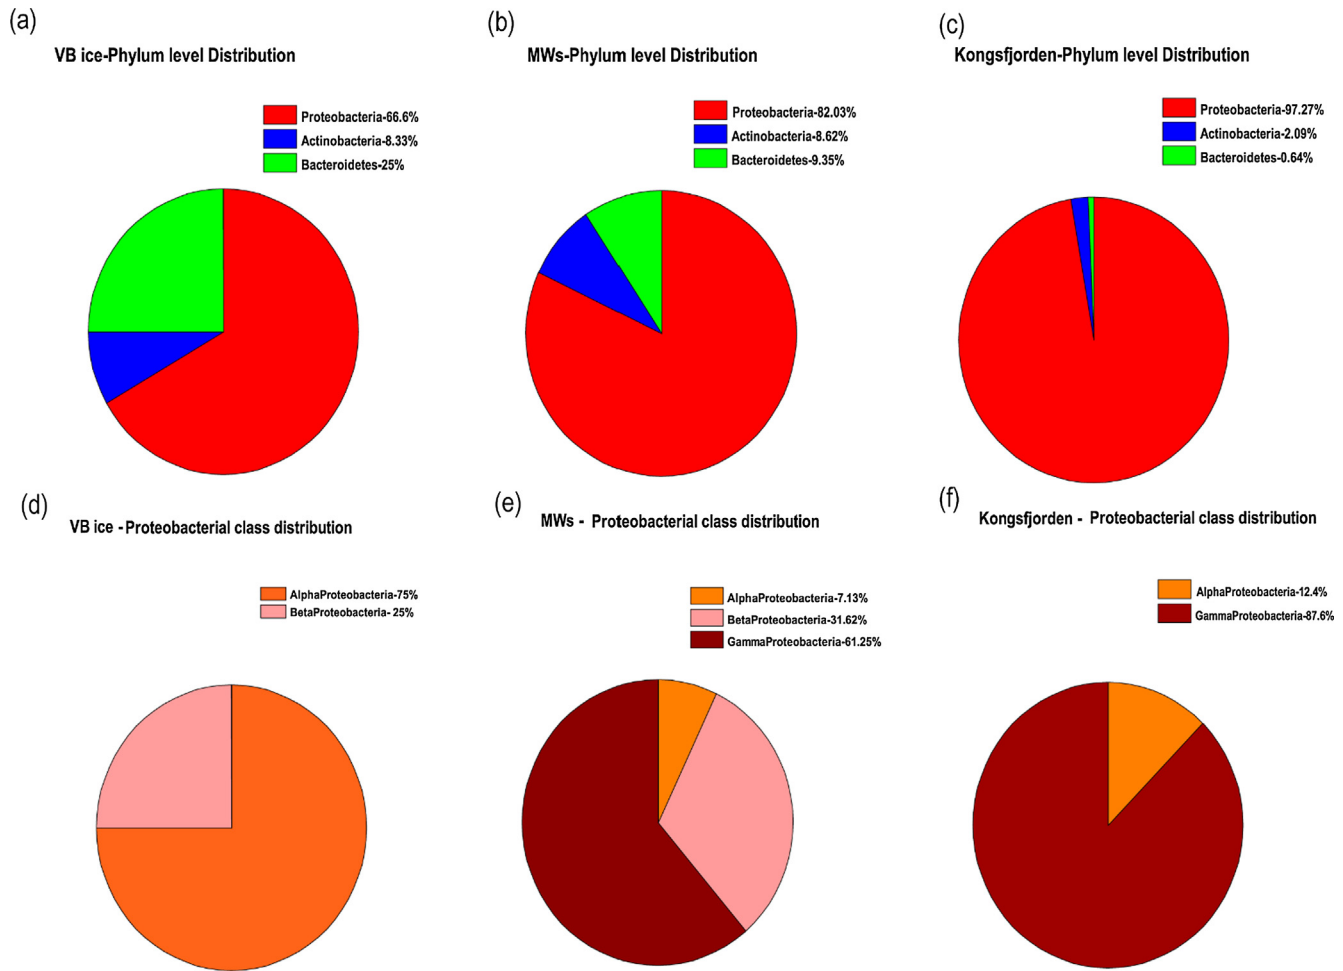 (a)
VB ice-Phylum level Distribution
Proteobacteria-66.6%
Actinobacteria-8.33%
Bacteroidetes-25%
(b)
MWs-Phylum level Distribution
Proteobacteria-82.03%
Actinobacteria-8.62%
Bacteroidetes-9.35%
(c)
Kongsfjorden-Phylum level Distribution
Proteobacteria-97.27%
Actinobacteria-2.09%
Bacteroidetes-0.64%
(d)
VB ice - Proteobacterial class distribution
AlphaProteobacteria-75%
BetaProteobacteria- 25%
(e)
MWs - Proteobacterial class distribution
AlphaProteobacteria-7.13%
BetaProteobacteria-31.62%
GammaProteobacteria-61.25%
(f)
Kongsfjorden - Proteobacterial class distribution
AlphaProteobacteria-12.4%
GammaProteobacteria-87.6%